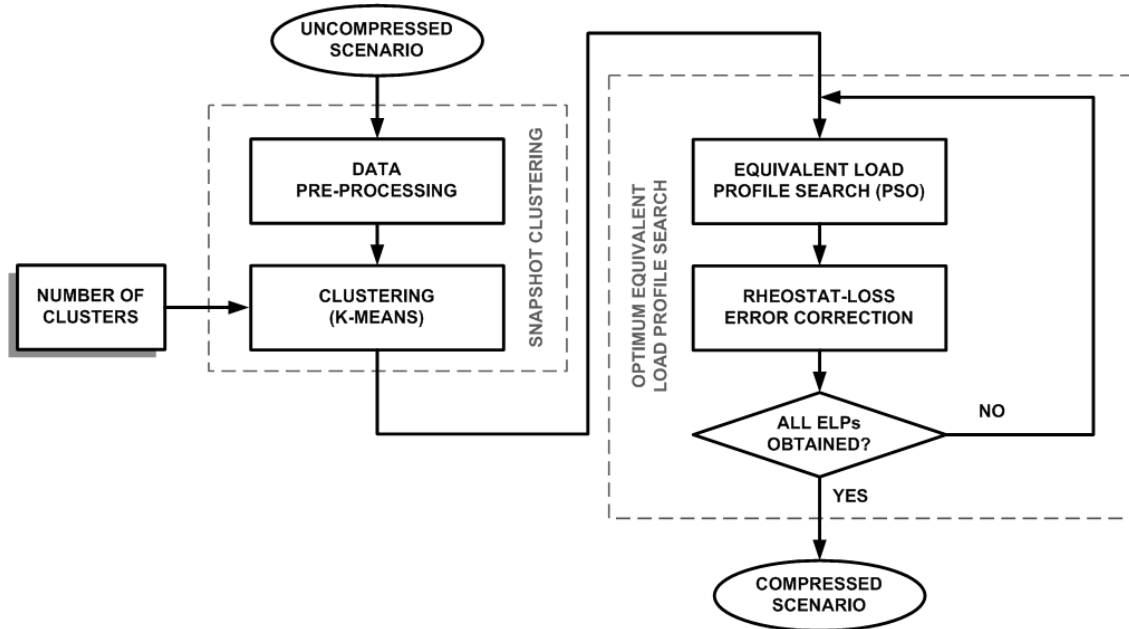 UNCOMPRESSED
SCENARIO
DATA
PRE-PROCESSING
NUMBER OF
CLUSTERS
CLUSTERING
(K-MEANS)
SNAPSHOT CLUSTERING
OPTIMUM EQUIVALENT
LOAD PROFILE SEARCH
EQUIVALENT LOAD
PROFILE SEARCH (PSO)
RHEOSTAT-LOSS
ERROR CORRECTION
ALL ELPs
OBTAINED?
NO
YES
COMPRESSED
SCENARIO